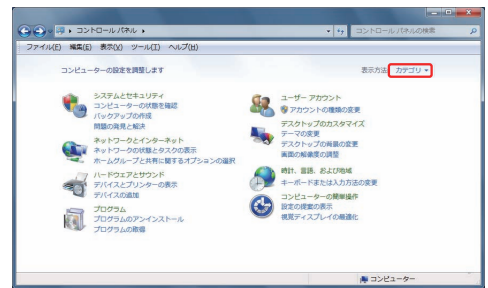 コントロール パネル
コントロール パネルの検索
ファイル(F) 編集(E) 表示(V) ツール(T) ヘルプ(H)
コンピューターの設定を調整します
表示方法: カテゴリ
システムとセキュリティ
コンピューターの状態を確認
バックアップの作成
問題の発見と解決
ネットワークとインターネット
ネットワークの状態とタスクの表示
ホームグループと共有に関するオプションの選択
ハードウェアとサウンド
デバイスとプリンターの表示
デバイスの追加
プログラム
プログラムのアンインストール
プログラムの取得
ユーザー アカウント
アカウントの種類の変更
デスクトップのカスタマイズ
テーマの変更
デスクトップの背景の変更
画面の解像度の調整
時計、言語、および地域
キーボードまたは入力方法の変更
コンピューターの簡単操作
設定の提案の表示
視覚ディスプレイの最適化
コンピューター